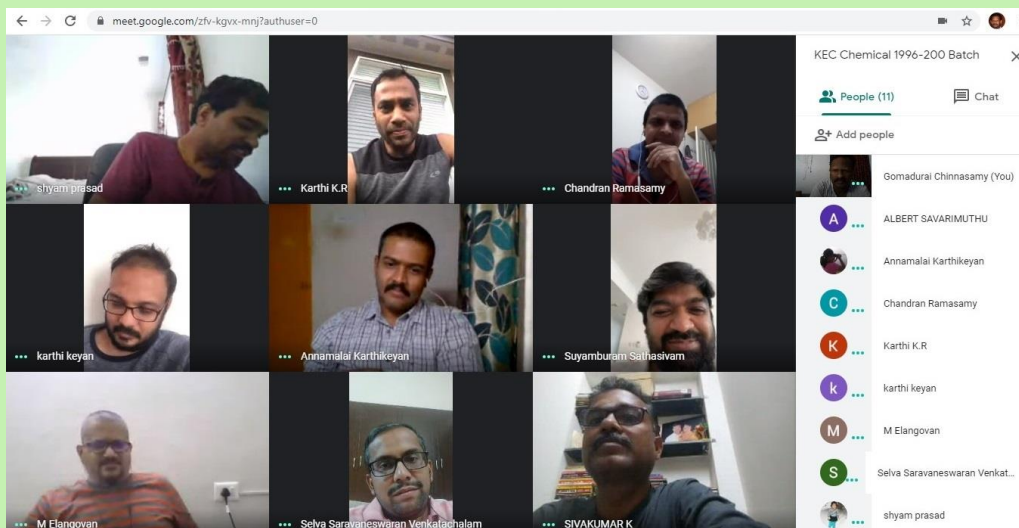 meet.google.com/zfv-kgvx-mnj?authuser=0
shyam prasad
Karthi K.R
Chandran Ramasamy
karthi keyan
Annamalai Karthikeyan
Suyamburam Sathasivam
M Elangovan
Selva Saravaneswaran Venkatachalam
SIVAKUMAR K
KEC Chemical 1996-200 Batch
People (11)
Chat
Add people
Gomadurai Chinnasamy (You)
A
ALBERT SAVARIMUTHU
Annamalai Karthikeyan
C
Chandran Ramasamy
K
Karthi K.R
k
karthi keyan
M
M Elangovan
S
Selva Saravaneswaran Venkat...
shyam prasad